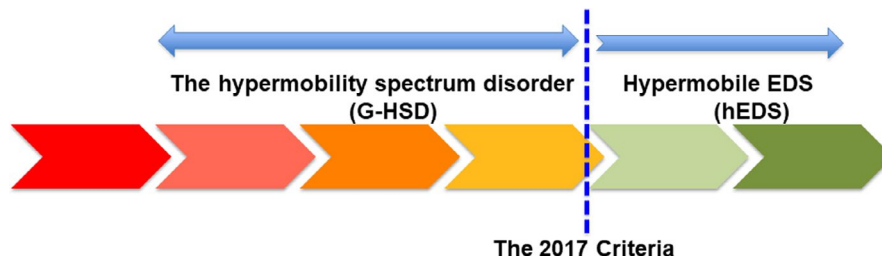 The hypermobility spectrum disorder
(G-HSD)
Hypermobile EDS
(hEDS)
The 2017 Criteria